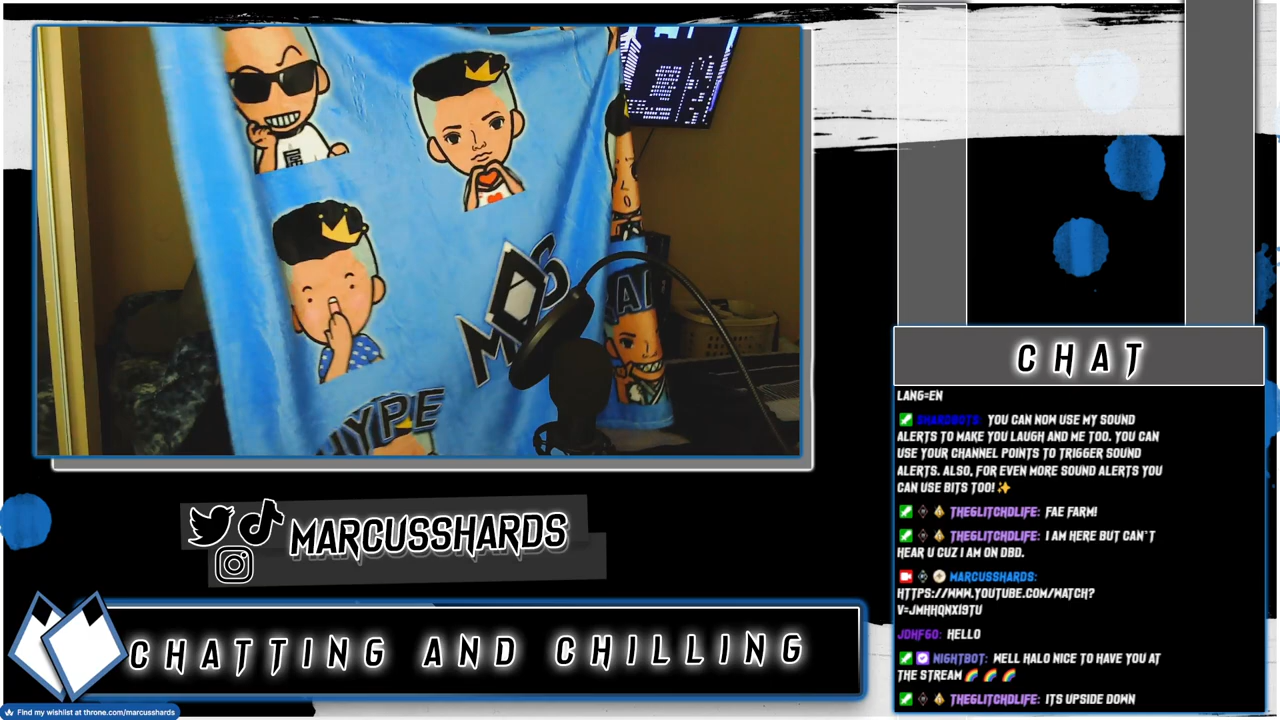 HYPE
MARCUSSHARDS
CHATTING AND CHILLING
Find my wishlist at throne.com/marcusshards
CHAT
LANG=EN
SHARDBOTS YOU CAN NOW USE MY SOUND
ALERTS TO MAKE YOU LAUGH AND ME TOO. YOU CAN
USE YOUR CHANNEL POINTS TO TRIGGER SOUND
ALERTS. ALSO, FOR EVEN MORE SOUND ALERTS YOU
CAN USE BITS TOO! ✨
THEGLITCHDLIFE: FAE FARM!
THEGLITCHDLIFE: I AM HERE BUT CAN'T
HEAR U CUZ I AM ON DBD.
MARCUSSHARDS:
HTTPS://WWW.YOUTUBE.COM/WATCH?
JDHFGO: HELLO
NIGHTBOT: WELL HALO NICE TO HAVE YOU AT
THE STREAM 🌈 🌈 🌈
THEGLITCHDLIFE: ITS UPSIDE DOWN